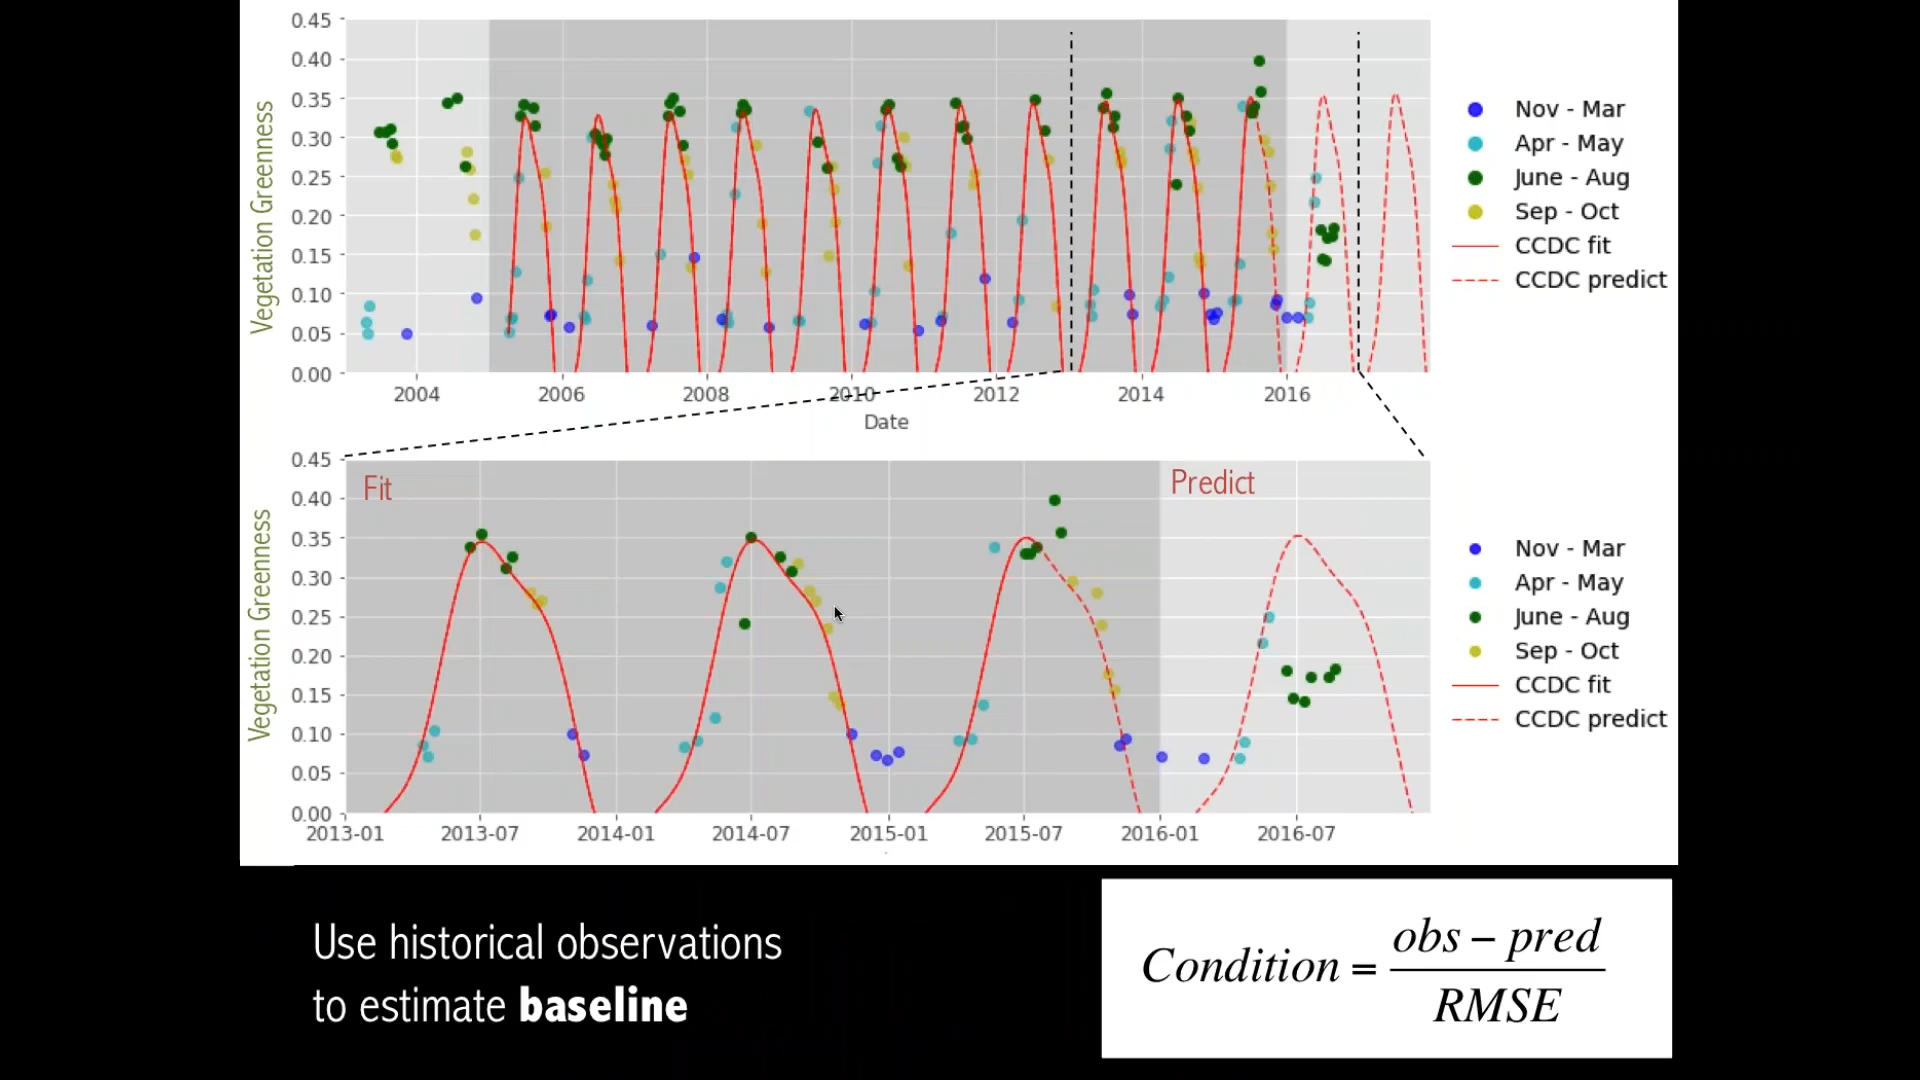 0.45
0.40
0.35
0.30
0.25
0.20
0.15
0.10
0.05
0.00
Vegetation Greenness
2004 2006 2008 2010 2012 2014 2016
Date
Nov - Mar
Apr - May
June - Aug
Sep - Oct
CCDC fit
CCDC predict
0.45
0.40
0.35
0.30
0.25
0.20
0.15
0.10
0.05
0.00
Vegetation Greenness
Fit
Predict
2013-01 2013-07 2014-01 2014-07 2015-01 2015-07 2016-01 2016-07
Nov - Mar
Apr - May
June - Aug
Sep - Oct
CCDC fit
CCDC predict
Use historical observations
to estimate baseline
obs – pred
Condition =
RMSE